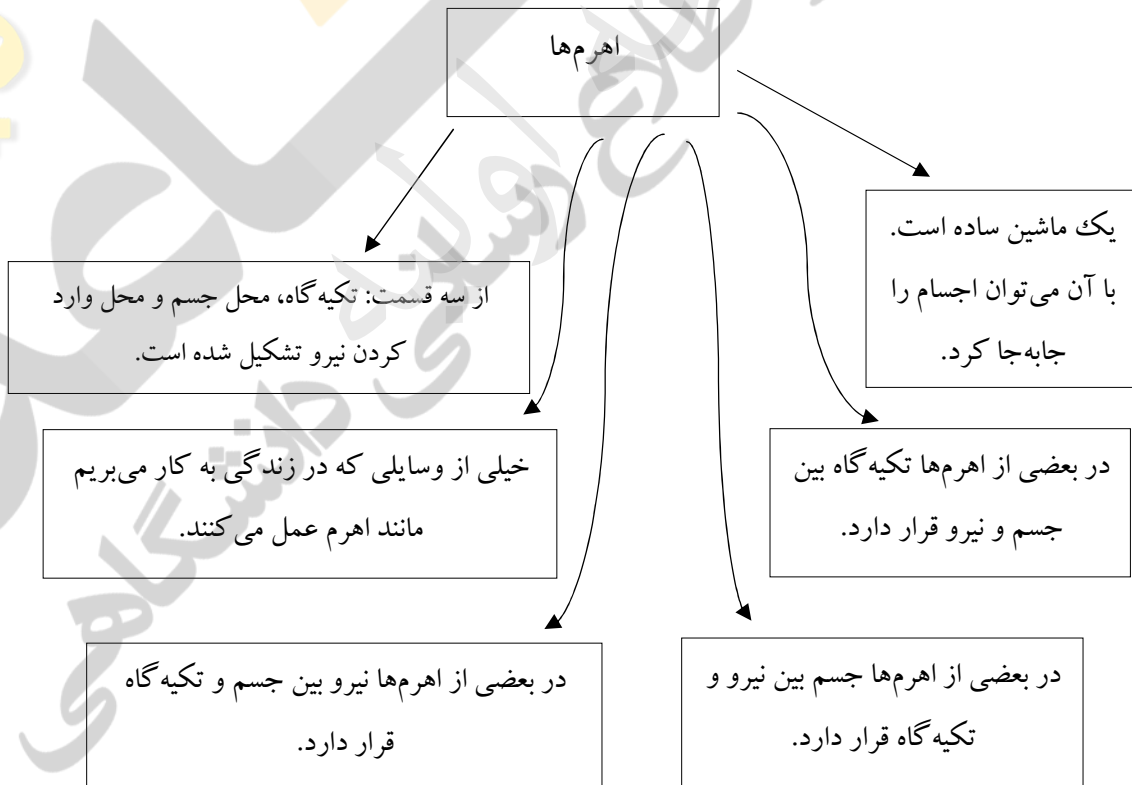 اهرم‌ها
یک ماشین ساده است.
با آن می‌توان اجسام را
جابه‌جا کرد.
از سه قسمت: تکیه‌گاه، محل جسم و محل وارد
کردن نیرو تشکیل شده است.
در بعضی از اهرم‌ها تکیه‌گاه بین
جسم و نیرو قرار دارد.
خیلی از وسایلی که در زندگی به کار می‌بریم
مانند اهرم عمل می‌کنند.
در بعضی از اهرم‌ها جسم بین نیرو و
تکیه‌گاه قرار دارد.
در بعضی از اهرم‌ها نیرو بین جسم و تکیه‌گاه
قرار دارد.